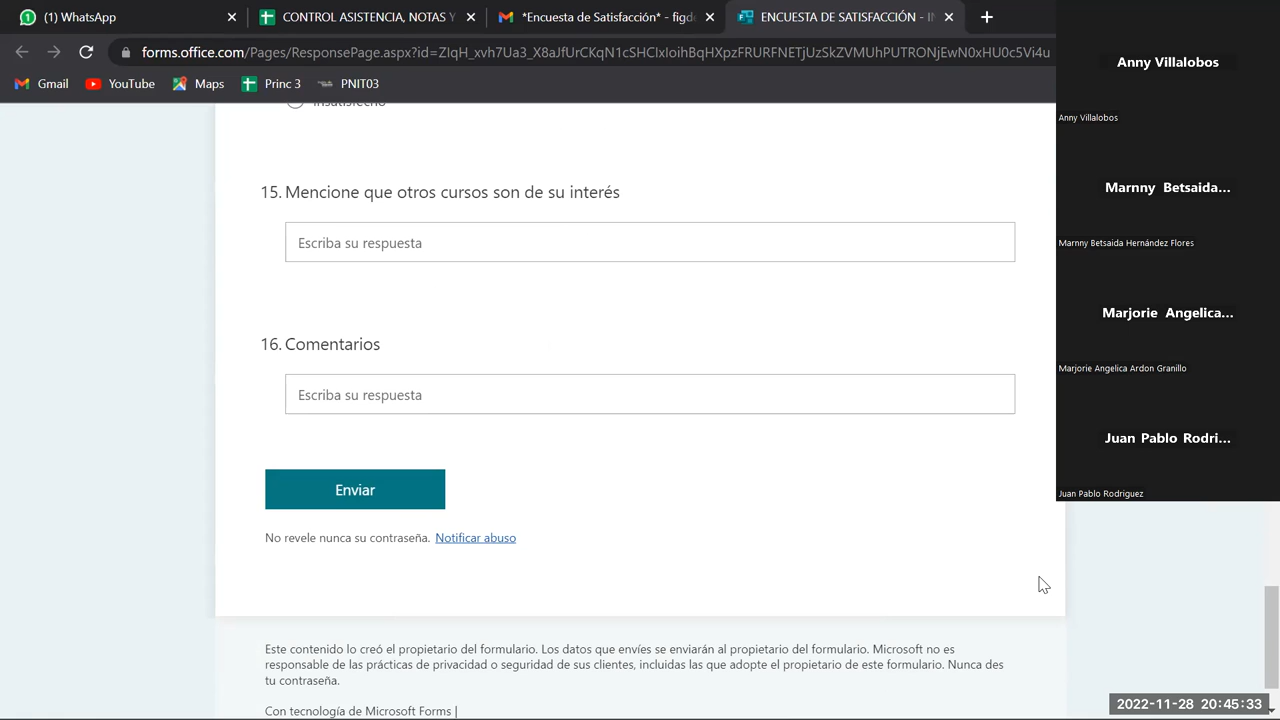 (1) WhatsApp
CONTROL ASISTENCIA, NOTAS Y
*Encuesta de Satisfacción* - figd
ENCUESTA DE SATISFACCIÓN - I
forms.office.com/Pages/ResponsePage.aspx?id=
Gmail
YouTube
Maps
Princ 3
PNIT03
Insatisfecho
15. Mencione que otros cursos son de su interés
Escriba su respuesta
16. Comentarios
Escriba su respuesta
Enviar
No revele nunca su contraseña. Notificar abuso
Este contenido lo creó el propietario del formulario. Los datos que envíes se enviarán al propietario del formulario. Microsoft no es
responsable de las prácticas de privacidad o seguridad de sus clientes, incluidas las que adopte el propietario de este formulario. Nunca des
tu contraseña.
Con tecnología de Microsoft Forms |
Anny Villalobos
Anny Villalobos
Marnny Betsaida...
Marnny Betsaida Hernández Flores
Marjorie Angelica...
Marjorie Angelica Ardon Granillo
Juan Pablo Rodri...
Juan Pablo Rodriguez
2022-11-28 20:45:33